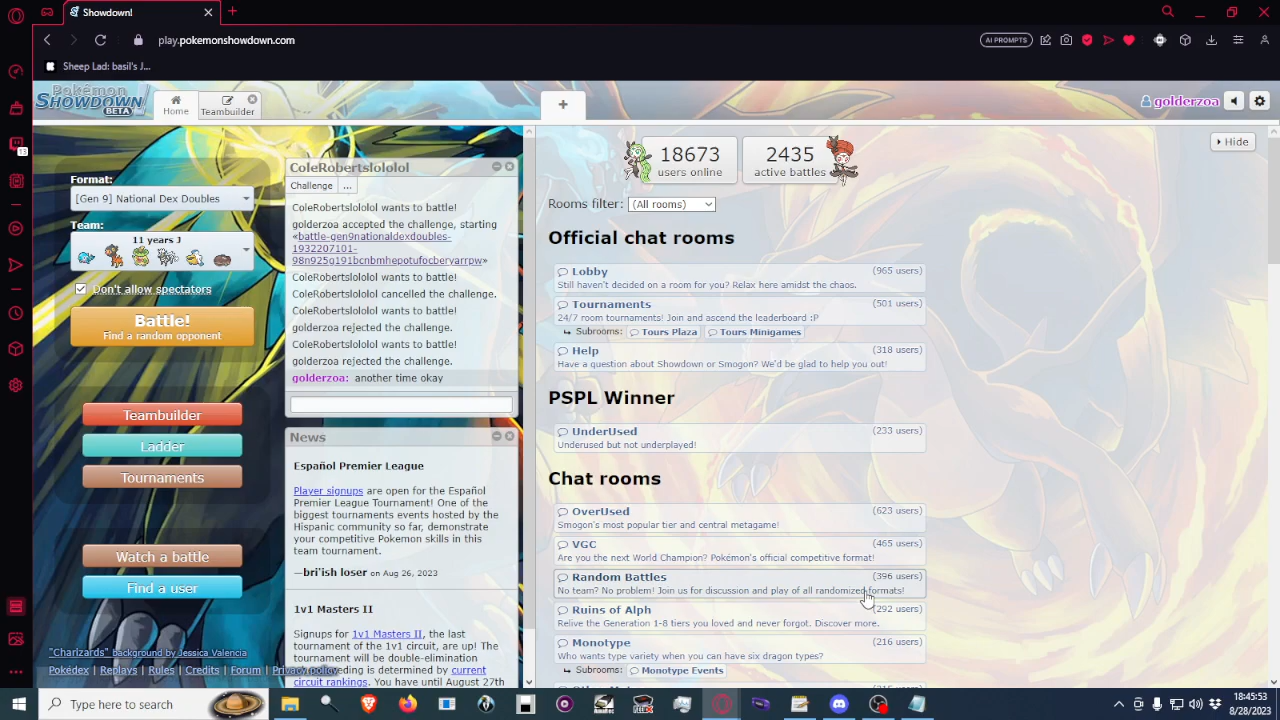 Showdown!
play.pokemonshowdown.com
AI PROMPTS
Sheep Lad: basil's J...
Pokémon
SHOWDOWN
BETA
Home
Teambuilder
golderzoa
13
Format:
[Gen 9] National Dex Doubles
Team:
11 years J
Don't allow spectators
Battle!
Find a random opponent
Teambuilder
Ladder
Tournaments
Watch a battle
Find a user
"Charizards" background by Jessica Valencia
Pokédex | Replays | Rules | Credits | Forum | Privacy policy
ColeRobertslololol
Challenge
...
ColeRobertslololol wants to battle!
golderzoa accepted the challenge, starting
«battle-gen9nationaldexdoubles-
1932207101-
98n925g191bcnbmhepotufocberyarrpw»
ColeRobertslololol wants to battle!
ColeRobertslololol cancelled the challenge.
ColeRobertslololol wants to battle!
golderzoa rejected the challenge.
ColeRobertslololol wants to battle!
golderzoa rejected the challenge.
golderzoa: another time okay
News
Español Premier League
Player signups are open for the Español
Premier League Tournament! One of the
biggest tournaments events hosted by the
Hispanic community so far, demonstrate
your competitive Pokemon skills in this
team tournament.
—bri'ish loser on Aug 26, 2023
1v1 Masters II
Signups for 1v1 Masters II, the last
tournament of the 1v1 circuit, are up! The
tournament will be double-elimination
seeding is determined by current
circuit rankings. You have until August 27th
Hide
18673
users online
2435
active battles
Rooms filter: (All rooms)
Official chat rooms
Lobby (965 users)
Still haven't decided on a room for you? Relax here amidst the chaos.
Tournaments (501 users)
24/7 room tournaments! Join and ascend the leaderboard :P
Subrooms: Tours Plaza Tours Minigames
Help (318 users)
Have a question about Showdown or Smogon? We'd be glad to help you out!
PSPL Winner
UnderUsed (233 users)
Underused but not underplayed!
Chat rooms
OverUsed (623 users)
Smogon's most popular tier and central metagame!
VGC (465 users)
Are you the next World Champion? Pokémon's official competitive format!
Random Battles (396 users)
No team? No problem! Join us for discussion and play of all randomized formats!
Ruins of Alph (292 users)
Relive the Generation 1-8 tiers you loved and never forgot. Discover more.
Monotype (216 users)
Who wants type variety when you can have six dragon types?
Subrooms: Monotype Events
Type here to search
18:45:53
8/28/2023